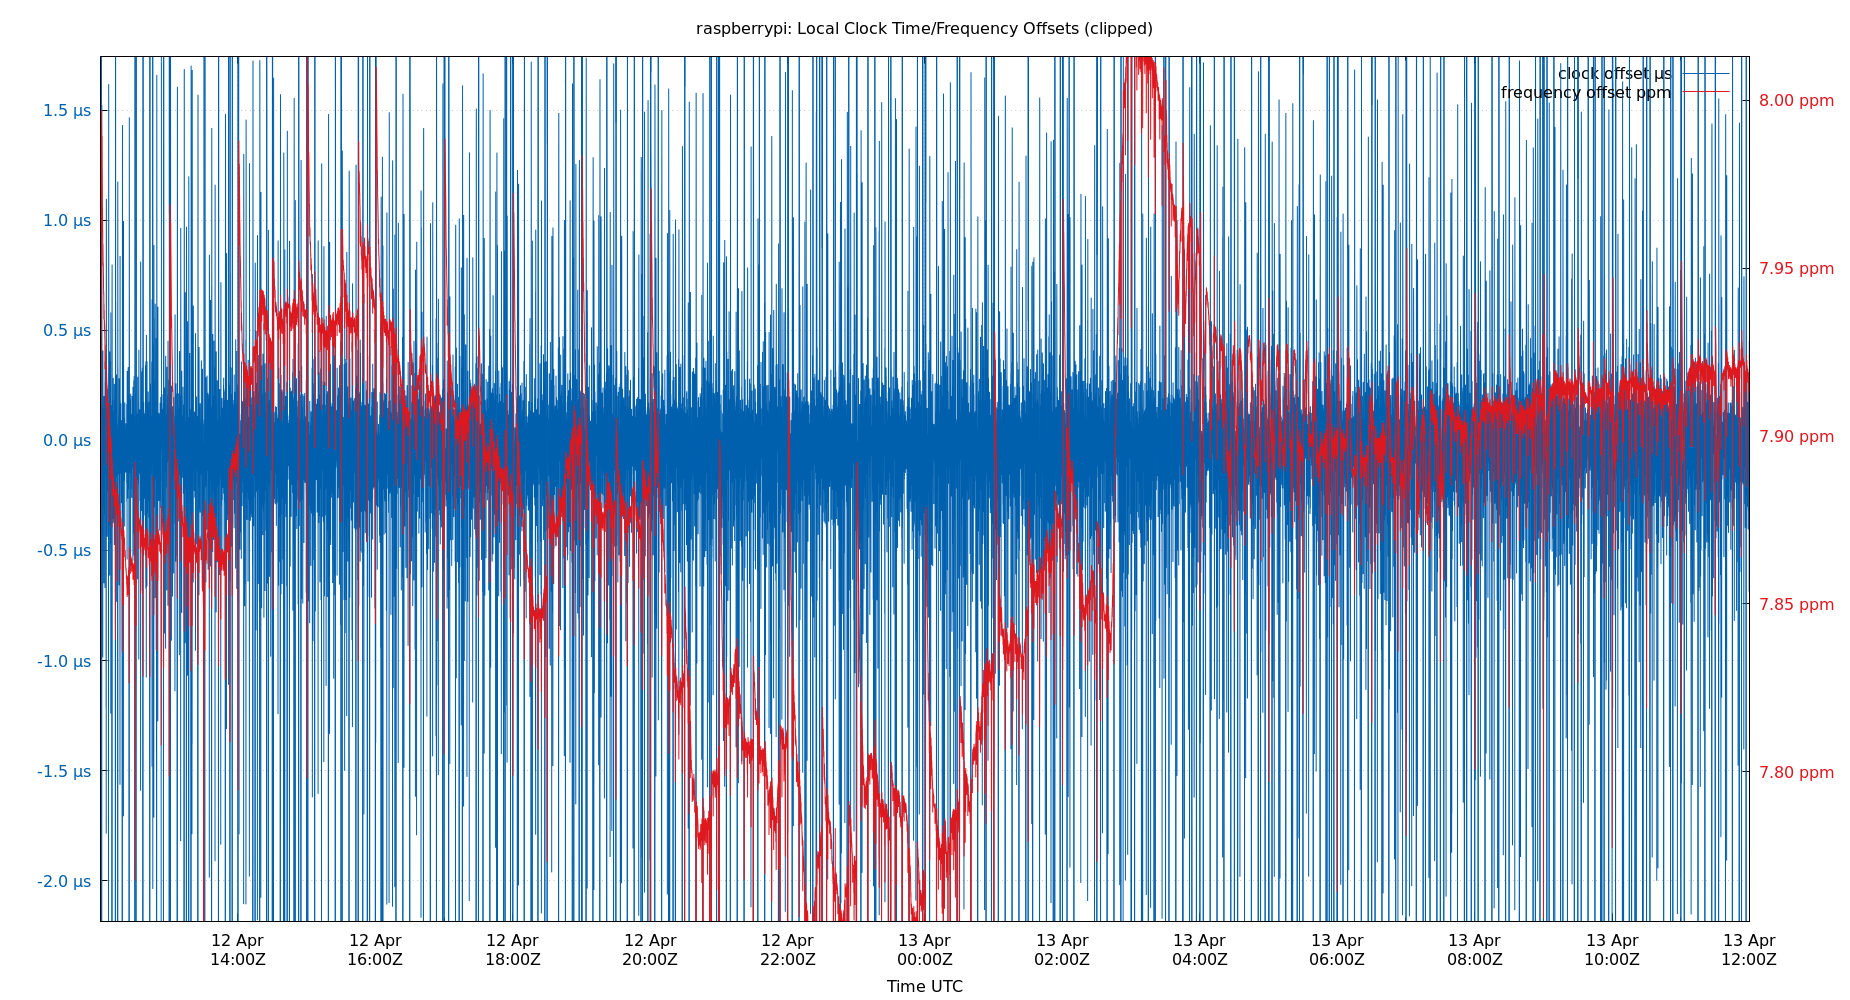 raspberrypi: Local Clock Time/Frequency Offsets (clipped)
clock offset µs
frequency offset ppm
1.5 µs
1.0 µs
0.5 µs
0.0 µs
-0.5 µs
-1.0 µs
-1.5 µs
-2.0 µs
8.00 ppm
7.95 ppm
7.90 ppm
7.85 ppm
7.80 ppm
12 Apr 12 Apr 12 Apr 12 Apr 12 Apr 13 Apr 13 Apr 13 Apr 13 Apr 13 Apr 13 Apr 13 Apr
14:00Z 16:00Z 18:00Z 20:00Z 22:00Z 00:00Z 02:00Z 04:00Z 06:00Z 08:00Z 10:00Z 12:00Z
Time UTC